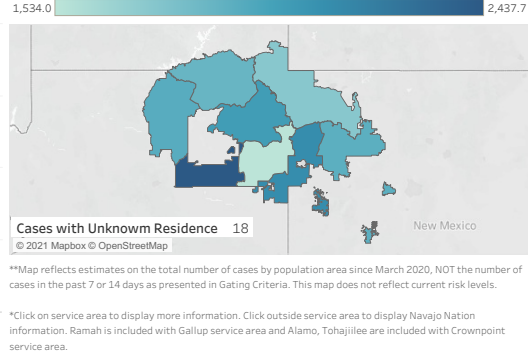 1,534.0 2,437.7
New Mexico
Cases with Unknowm Residence 18
© 2021 Mapbox © OpenStreetMap
**Map reflects estimates on the total number of cases by population area since March 2020, NOT the number of
cases in the past 7 or 14 days as presented in Gating Criteria. This map does not reflect current risk levels.
*Click on service area to display more information. Click outside service area to display Navajo Nation
information. Ramah is included with Gallup service area and Alamo, Tohajiilee are included with Crownpoint
service area.